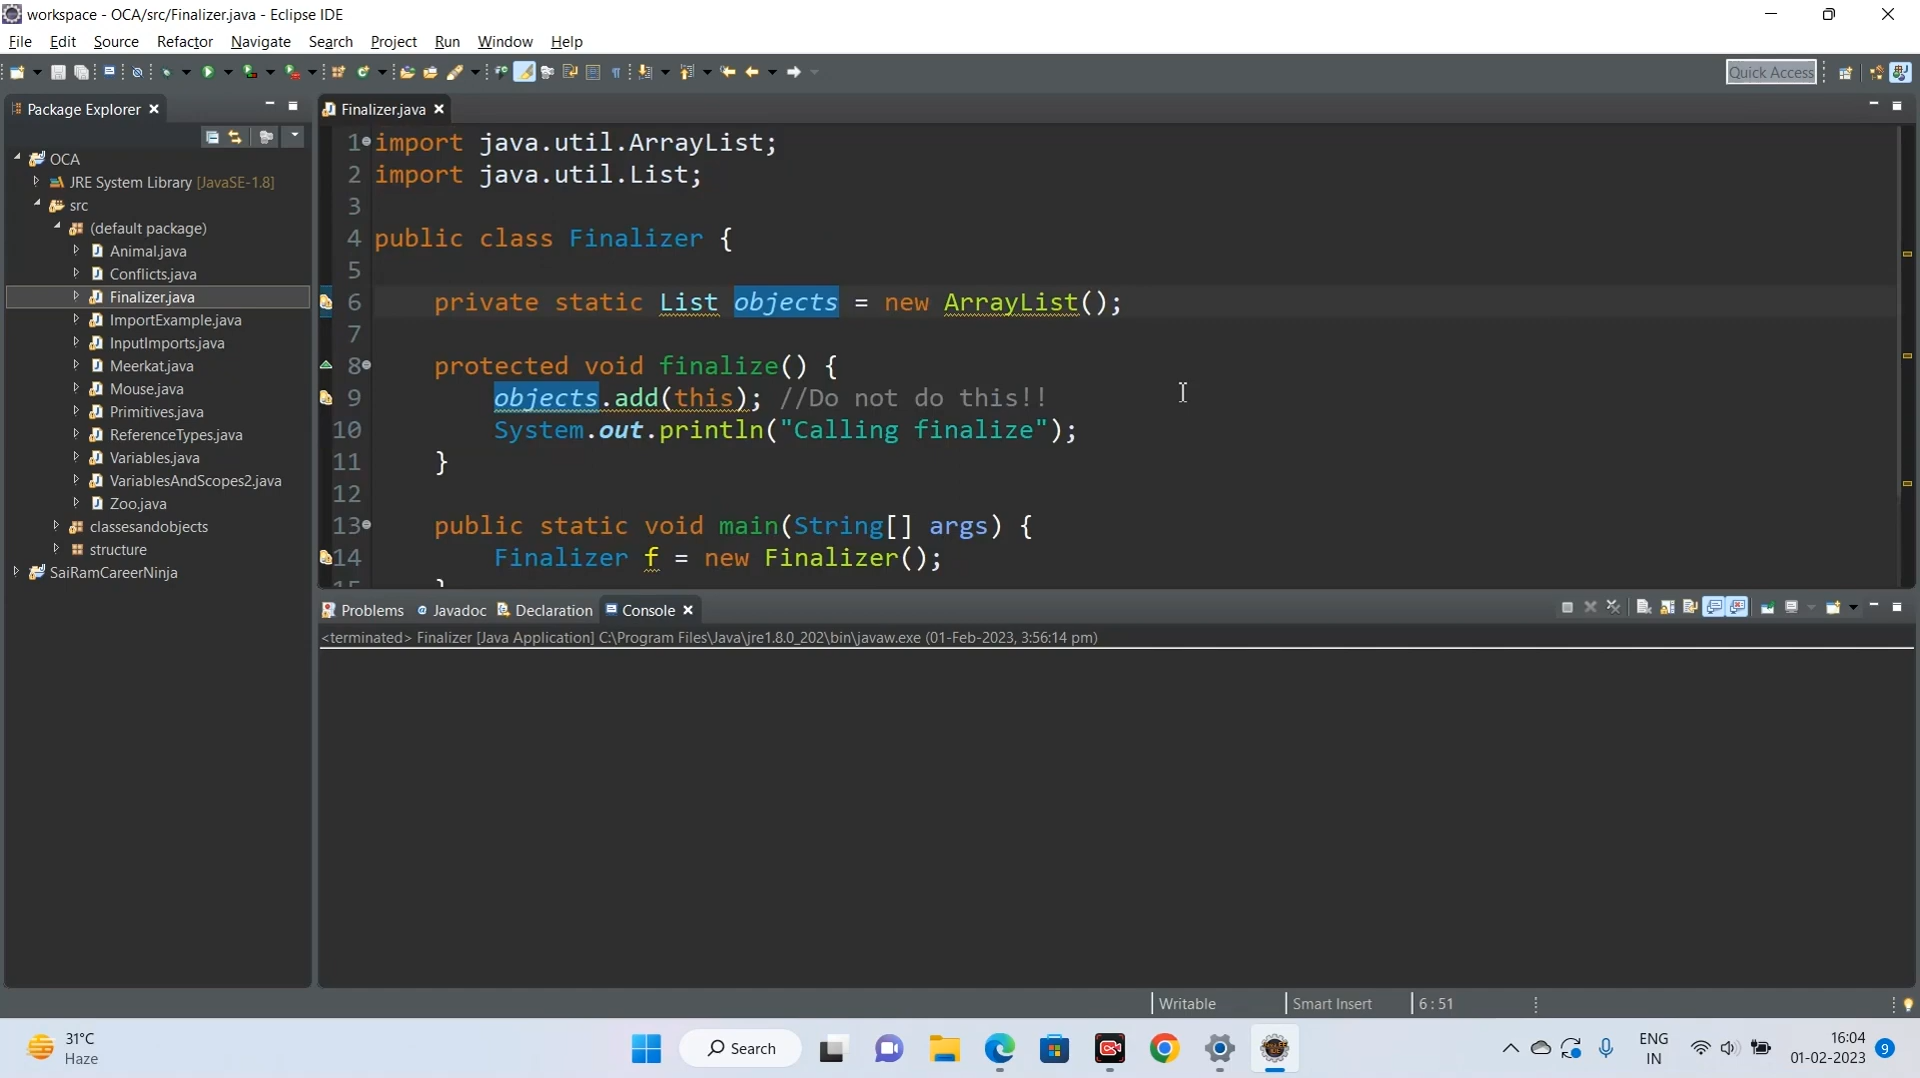 workspace - OCA/src/Finalizer.java - Eclipse IDE
File Edit Source Refactor Navigate Search Project Run Window Help
Quick Access
Package Explorer
OCA
JRE System Library [JavaSE-1.8]
src
(default package)
Animal.java
Conflicts.java
Finalizer.java
ImportExample.java
InputImports.java
Meerkat.java
Mouse.java
Primitives.java
ReferenceTypes.java
Variables.java
VariablesAndScopes2.java
Zoo.java
classesandobjects
structure
SaiRamCareerNinja
Finalizer.java
1 import java.util.ArrayList;
2 import java.util.List;
3
4 public class Finalizer {
5
6 private static List objects = new ArrayList();
7
8 protected void finalize() {
9 objects.add(this); //Do not do this!!
10 System.out.println("Calling finalize");
11 }
12
13 public static void main(String[] args) {
14 Finalizer f = new Finalizer();
Problems Javadoc Declaration Console
<terminated> Finalizer [Java Application] C:\Program Files\Java\jre1.8.0_202\bin\javaw.exe (01-Feb-2023, 3:56:14 pm)
Writable Smart Insert 6 : 51
31°C
Haze
Search
ENG
IN
16:04
01-02-2023
9